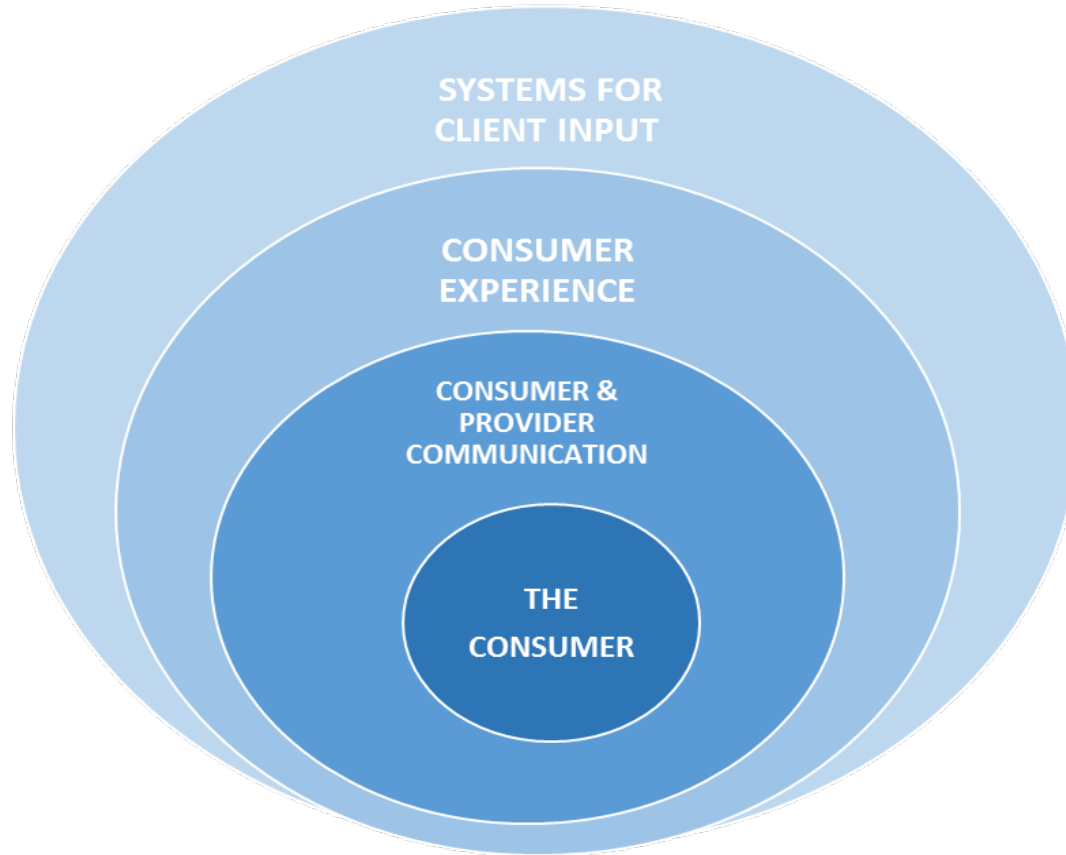 SYSTEMS FOR
CLIENT INPUT
CONSUMER
EXPERIENCE
CONSUMER &
PROVIDER
COMMUNICATION
THE
CONSUMER